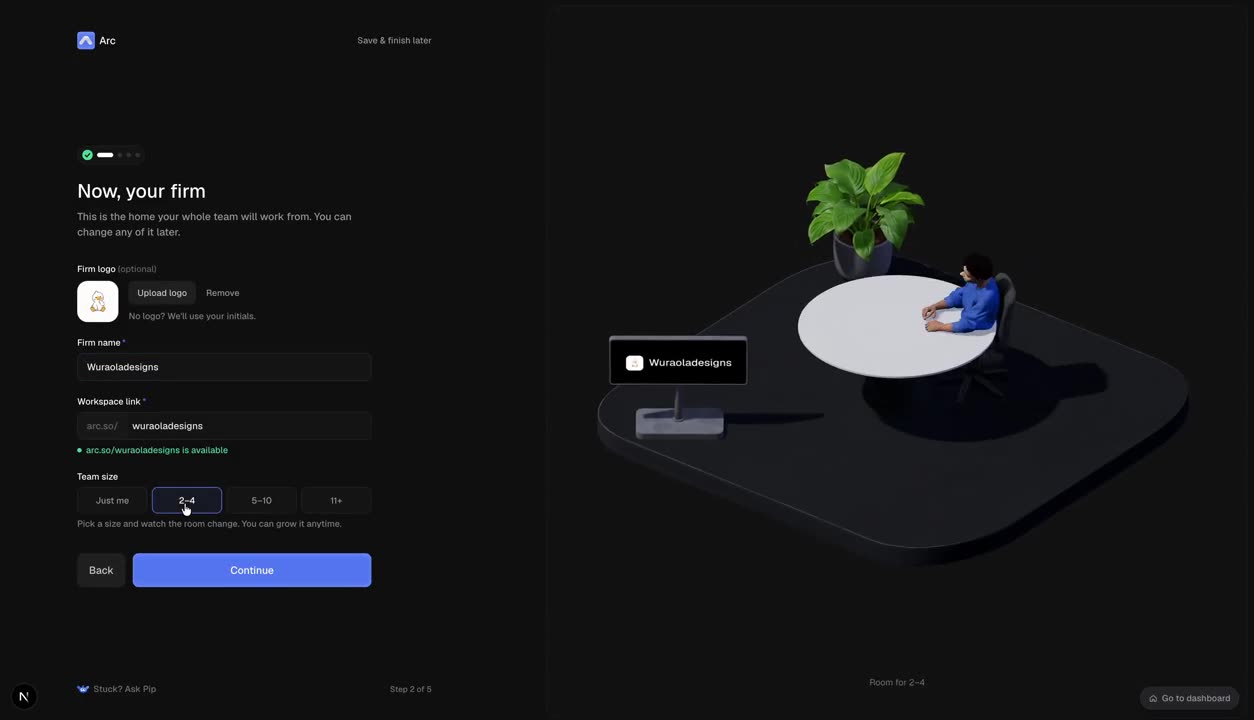 Arc
Save & finish later
Now, your firm
This is the home your whole team will work from. You can
change any of it later.
Firm logo (optional)
Upload logo
Remove
No logo? We'll use your initials.
Firm name *
Wuraoladesigns
Workspace link *
arc.so/ wuraoladesigns
arc.so/wuraoladesigns is available
Team size
Just me
2–4
5–10
11+
Pick a size and watch the room change. You can grow it anytime.
Back
Continue
Stuck? Ask Pip
Step 2 of 5
N
Wuraoladesigns
Room for 2–4
Go to dashboard